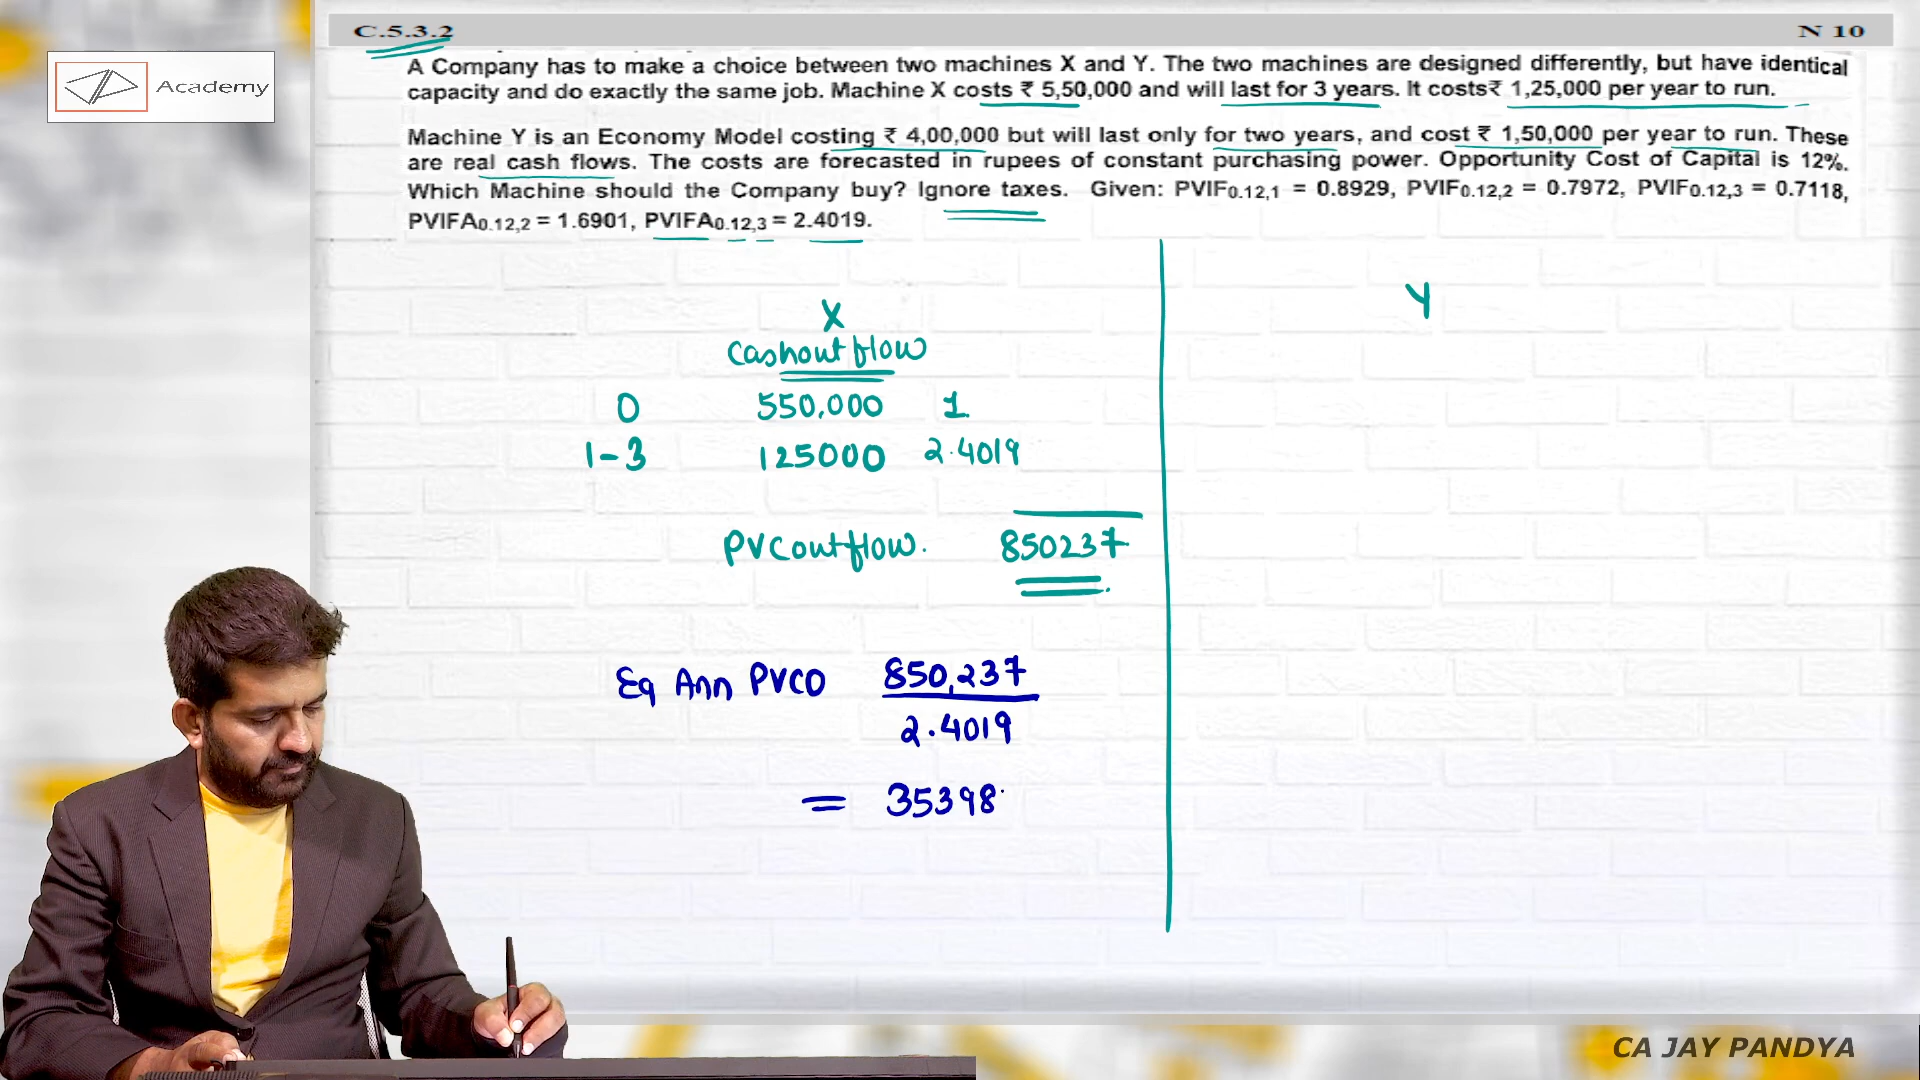 C.5.3.2 N 10
Academy
A Company has to make a choice between two machines X and Y. The two machines are designed differently, but have identical
capacity and do exactly the same job. Machine X costs ₹ 5,50,000 and will last for 3 years. It costs₹ 1,25,000 per year to run.
Machine Y is an Economy Model costing ₹ 4,00,000 but will last only for two years, and cost ₹ 1,50,000 per year to run. These
are real cash flows. The costs are forecasted in rupees of constant purchasing power. Opportunity Cost of Capital is 12%.
Which Machine should the Company buy? Ignore taxes. Given: PVIF0.12,1 = 0.8929, PVIF0.12,2 = 0.7972, PVIF0.12,3 = 0.7118,
PVIFA0.12,2 = 1.6901, PVIFA0.12,3 = 2.4019.
X
Cashout flow
0 550,000 1
1-3 125000 2.4019
PVCoutflow. 850237
Eq Ann PVCO 850,237
2.4019
= 35398
Y
CA JAY PANDYA